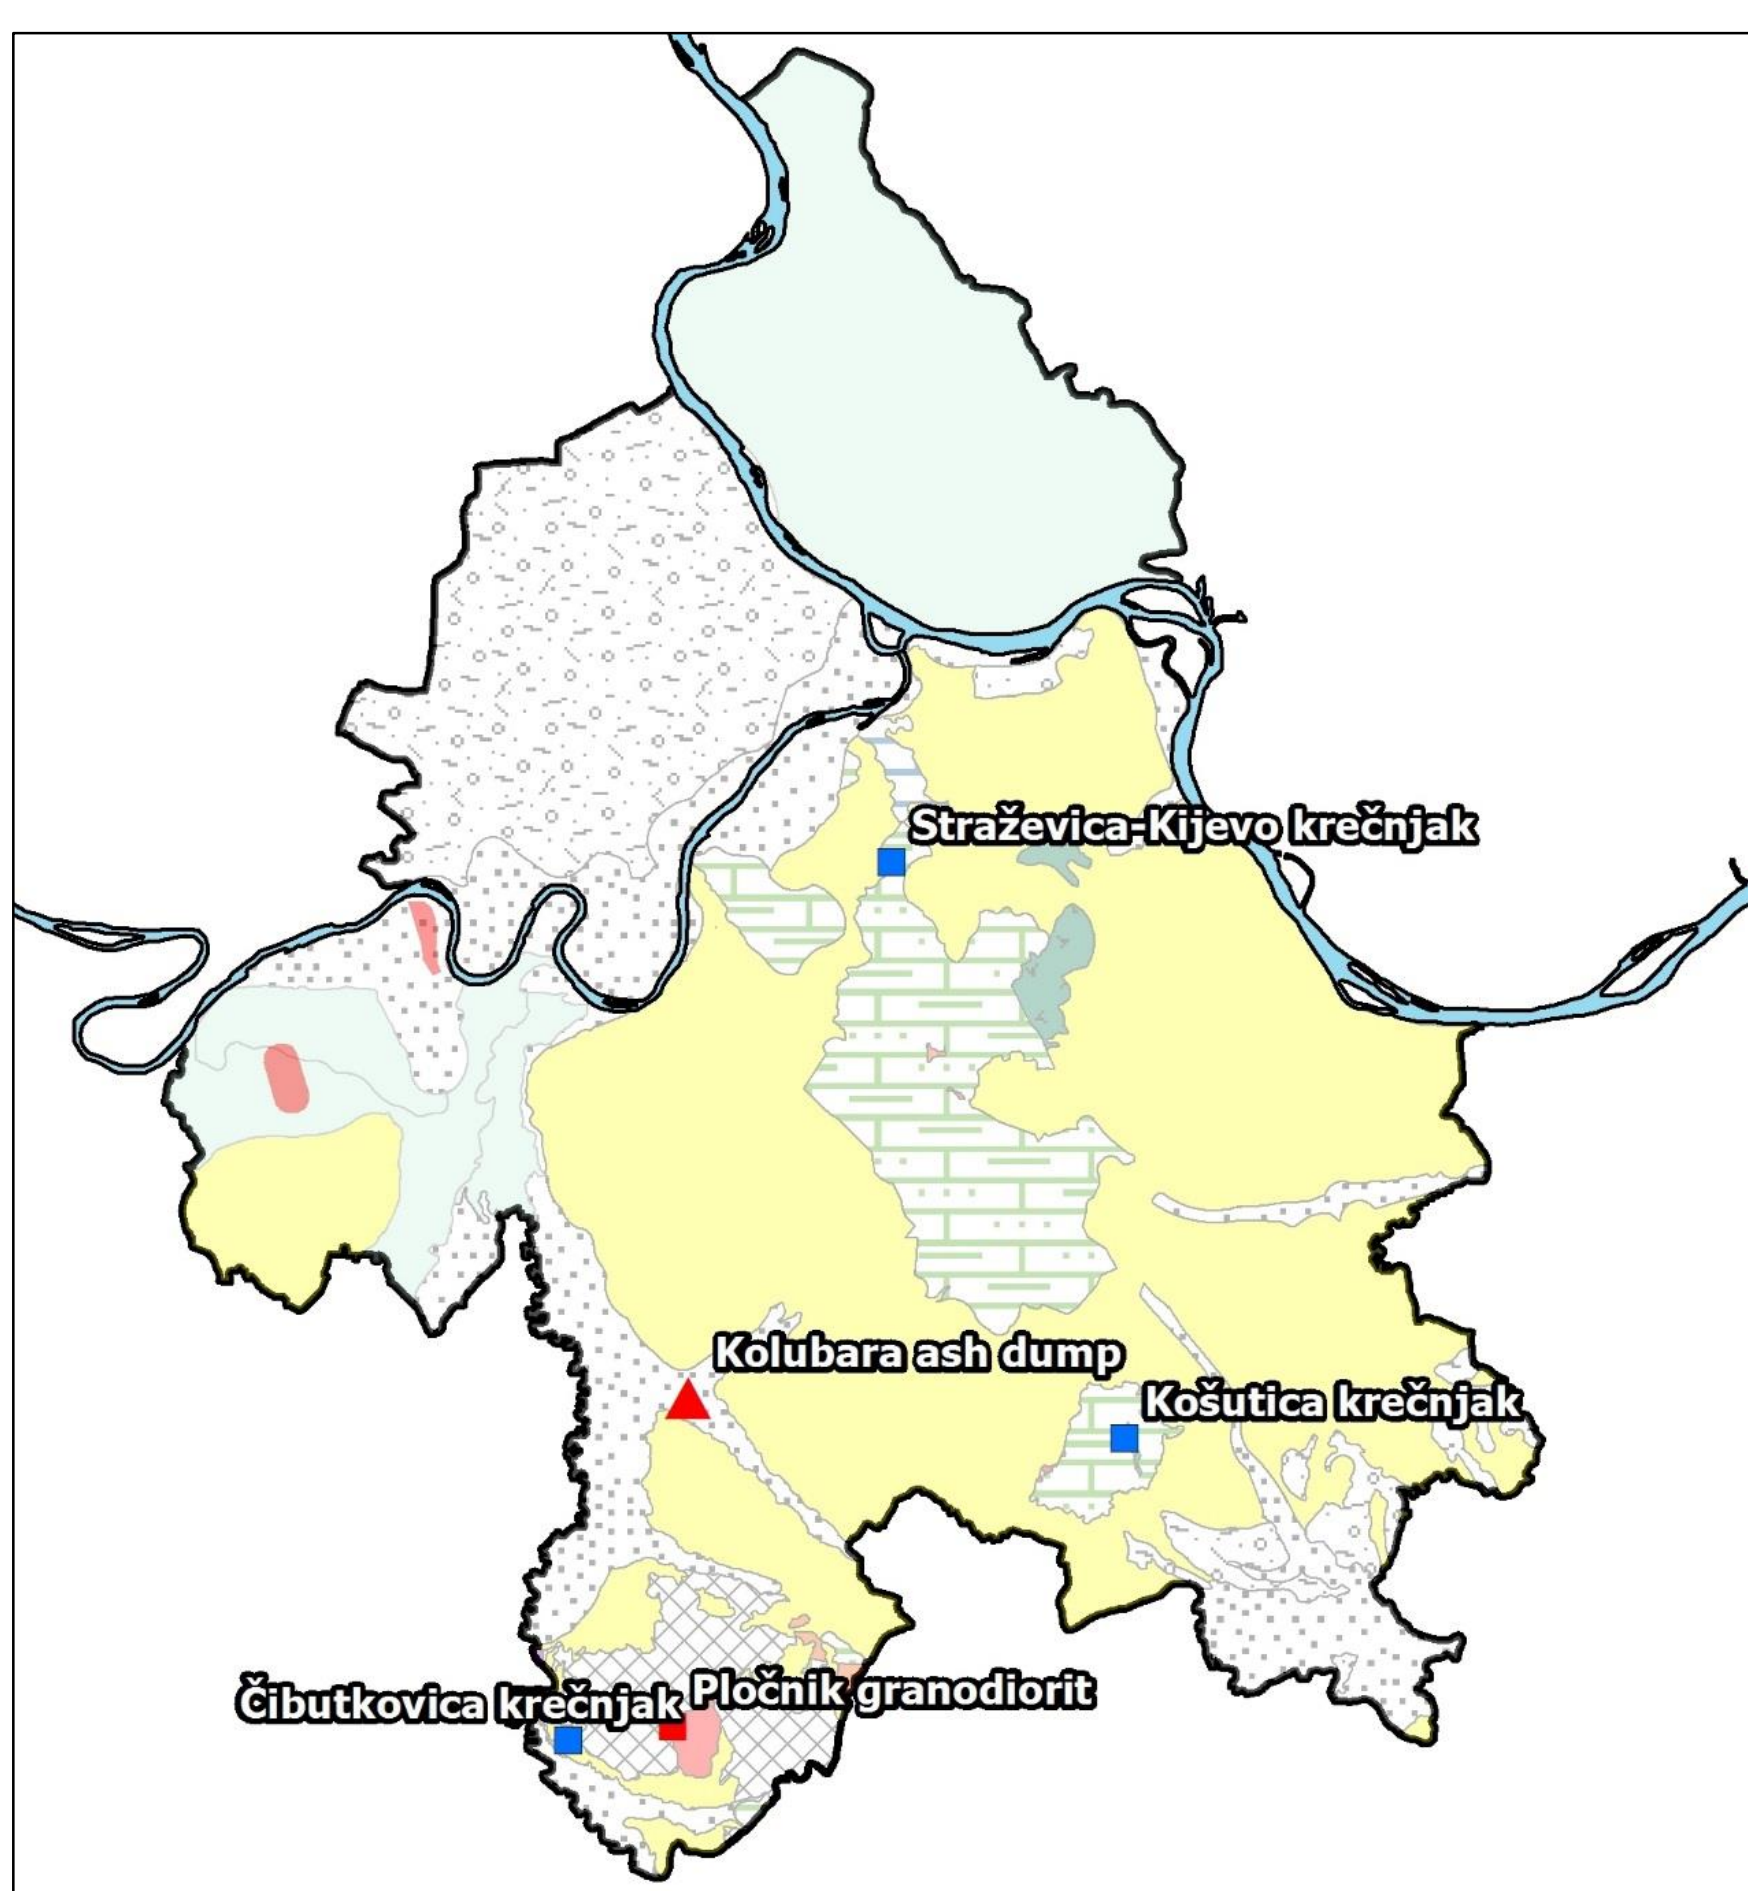 Straževica-Kijevo krečnjak
Kolubara ash dump
Košutica krečnjak
Čibutkovica krečnjak
Pločnik granodiorit